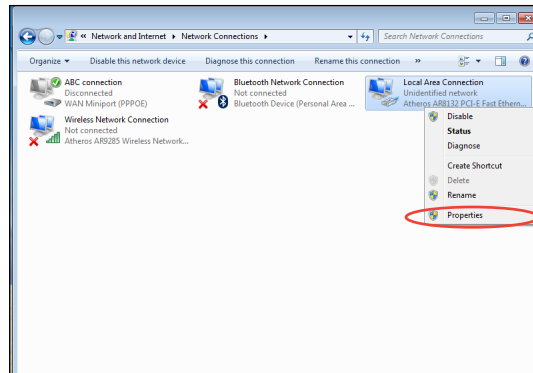 « Network and Internet ▸ Network Connections ▸
Search Network Connections
Organize ▾ Disable this network device Diagnose this connection Rename this connection »
ABC connection
Disconnected
WAN Miniport (PPPOE)
Bluetooth Network Connection
Not connected
Bluetooth Device (Personal Area ...
Local Area Connection
Unidentified network
Atheros AR8132 PCI-E Fast Ethern...
Wireless Network Connection
Not connected
Atheros AR9285 Wireless Network...
Disable
Status
Diagnose
Create Shortcut
Delete
Rename
Properties